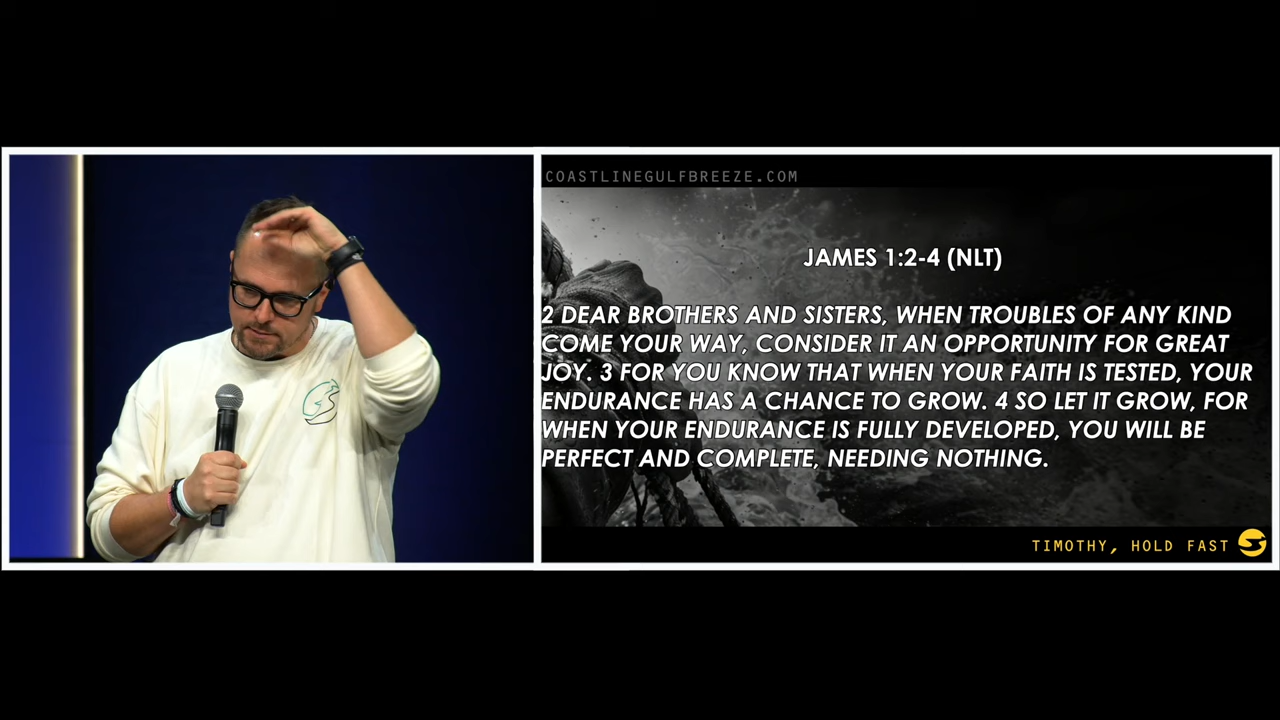 COASTLINEGULFBREEZE.COM
JAMES 1:2-4 (NLT)
2 DEAR BROTHERS AND SISTERS, WHEN TROUBLES OF ANY KIND
COME YOUR WAY, CONSIDER IT AN OPPORTUNITY FOR GREAT
JOY. 3 FOR YOU KNOW THAT WHEN YOUR FAITH IS TESTED, YOUR
ENDURANCE HAS A CHANCE TO GROW. 4 SO LET IT GROW, FOR
WHEN YOUR ENDURANCE IS FULLY DEVELOPED, YOU WILL BE
PERFECT AND COMPLETE, NEEDING NOTHING.
TIMOTHY, HOLD FAST